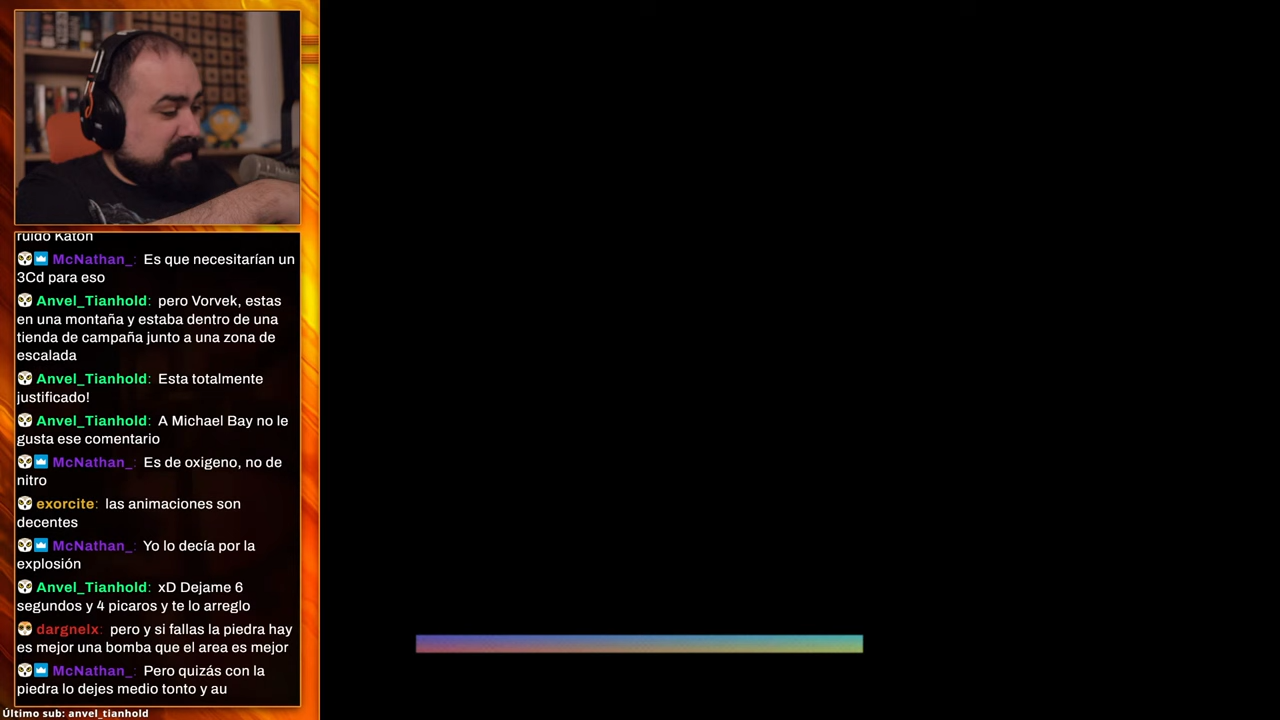 ruido Katon
McNathan_: Es que necesitarían un
3Cd para eso
Anvel_Tianhold: pero Vorvek, estas
en una montaña y estaba dentro de una
tienda de campaña junto a una zona de
escalada
Anvel_Tianhold: Esta totalmente
justificado!
Anvel_Tianhold: A Michael Bay no le
gusta ese comentario
McNathan_: Es de oxigeno, no de
nitro
exorcite: las animaciones son
decentes
McNathan_: Yo lo decía por la
explosión
Anvel_Tianhold: xD Dejame 6
segundos y 4 picaros y te lo arreglo
dargnelx: pero y si fallas la piedra hay
es mejor una bomba que el area es mejor
McNathan_: Pero quizás con la
piedra lo dejes medio tonto y au
Último sub: anvel_tianhold